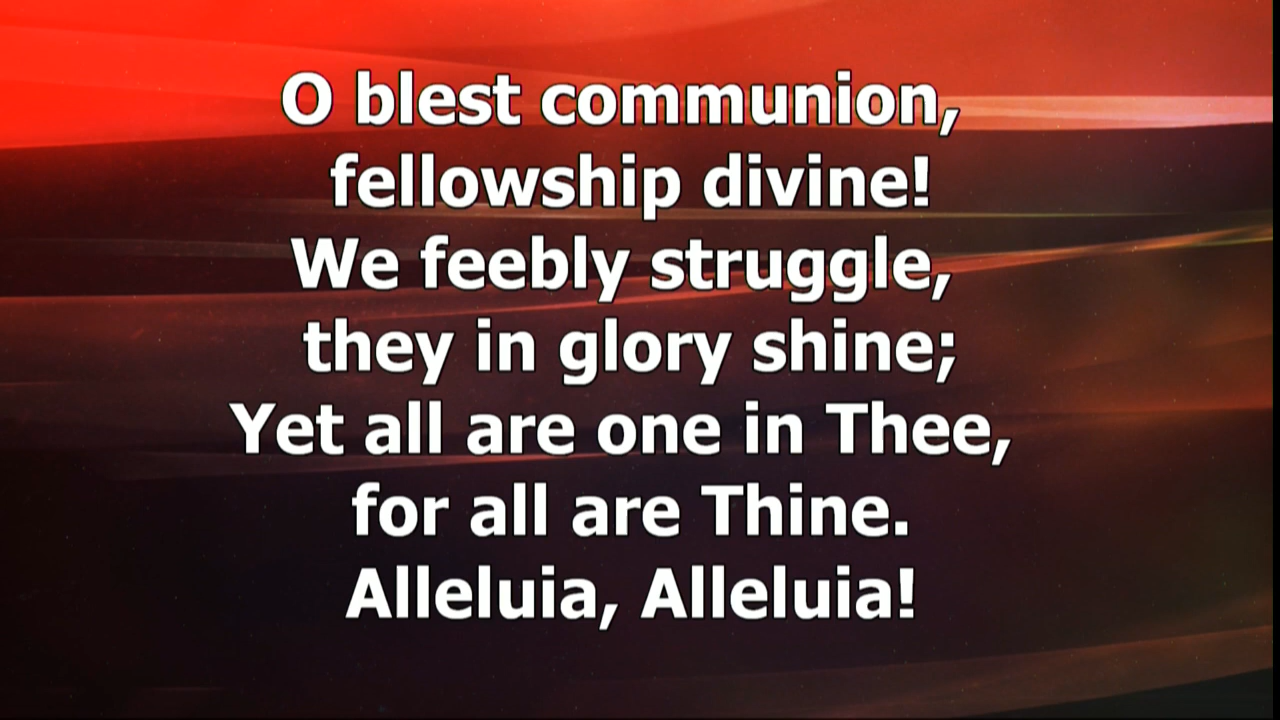 O blest communion,
fellowship divine!
We feebly struggle,
they in glory shine;
Yet all are one in Thee,
for all are Thine.
Alleluia, Alleluia!